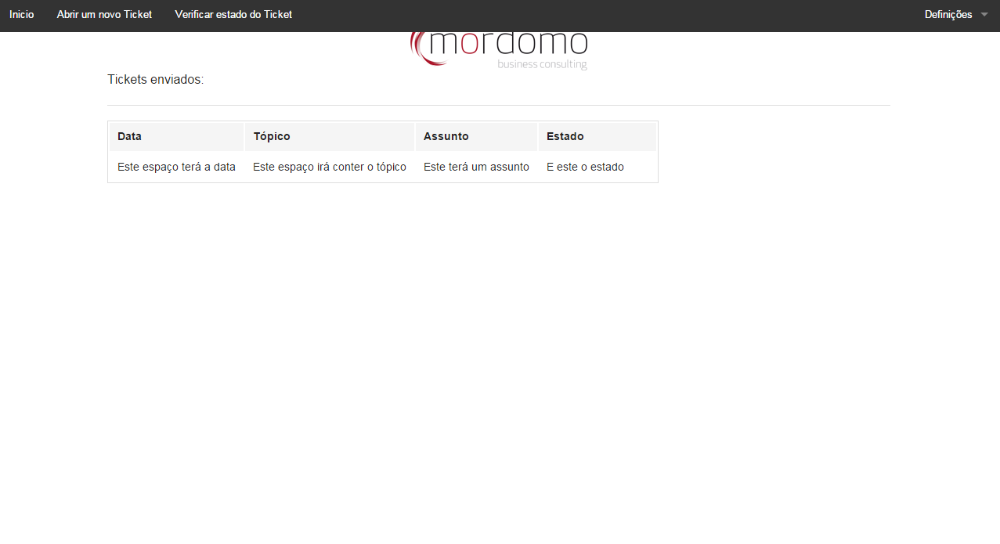 Inicio Abrir um novo Ticket Verificar estado do Ticket Definições
mordomo
business consulting
Tickets enviados:
Data Tópico Assunto Estado
Este espaço terá a data Este espaço irá conter o tópico Este terá um assunto E este o estado